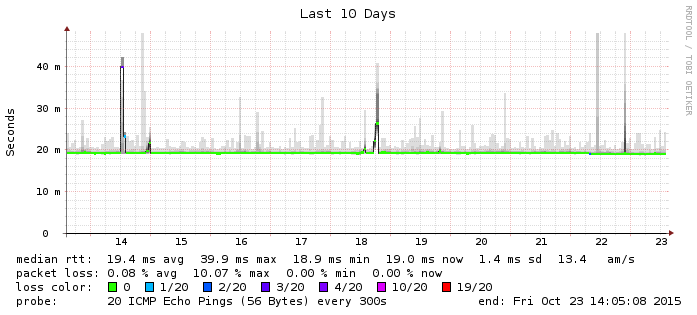 Last 10 Days
RRDTOOL / TOBI OETIKER
Seconds
40 m
30 m
20 m
10 m
0
14 15 16 17 18 19 20 21 22 23
median rtt: 19.4 ms avg 39.9 ms max 18.9 ms min 19.0 ms now 1.4 ms sd 13.4 am/s
packet loss: 0.08 % avg 10.07 % max 0.00 % min 0.00 % now
loss color: 0 1/20 2/20 3/20 4/20 10/20 19/20
probe: 20 ICMP Echo Pings (56 Bytes) every 300s end: Fri Oct 23 14:05:08 2015